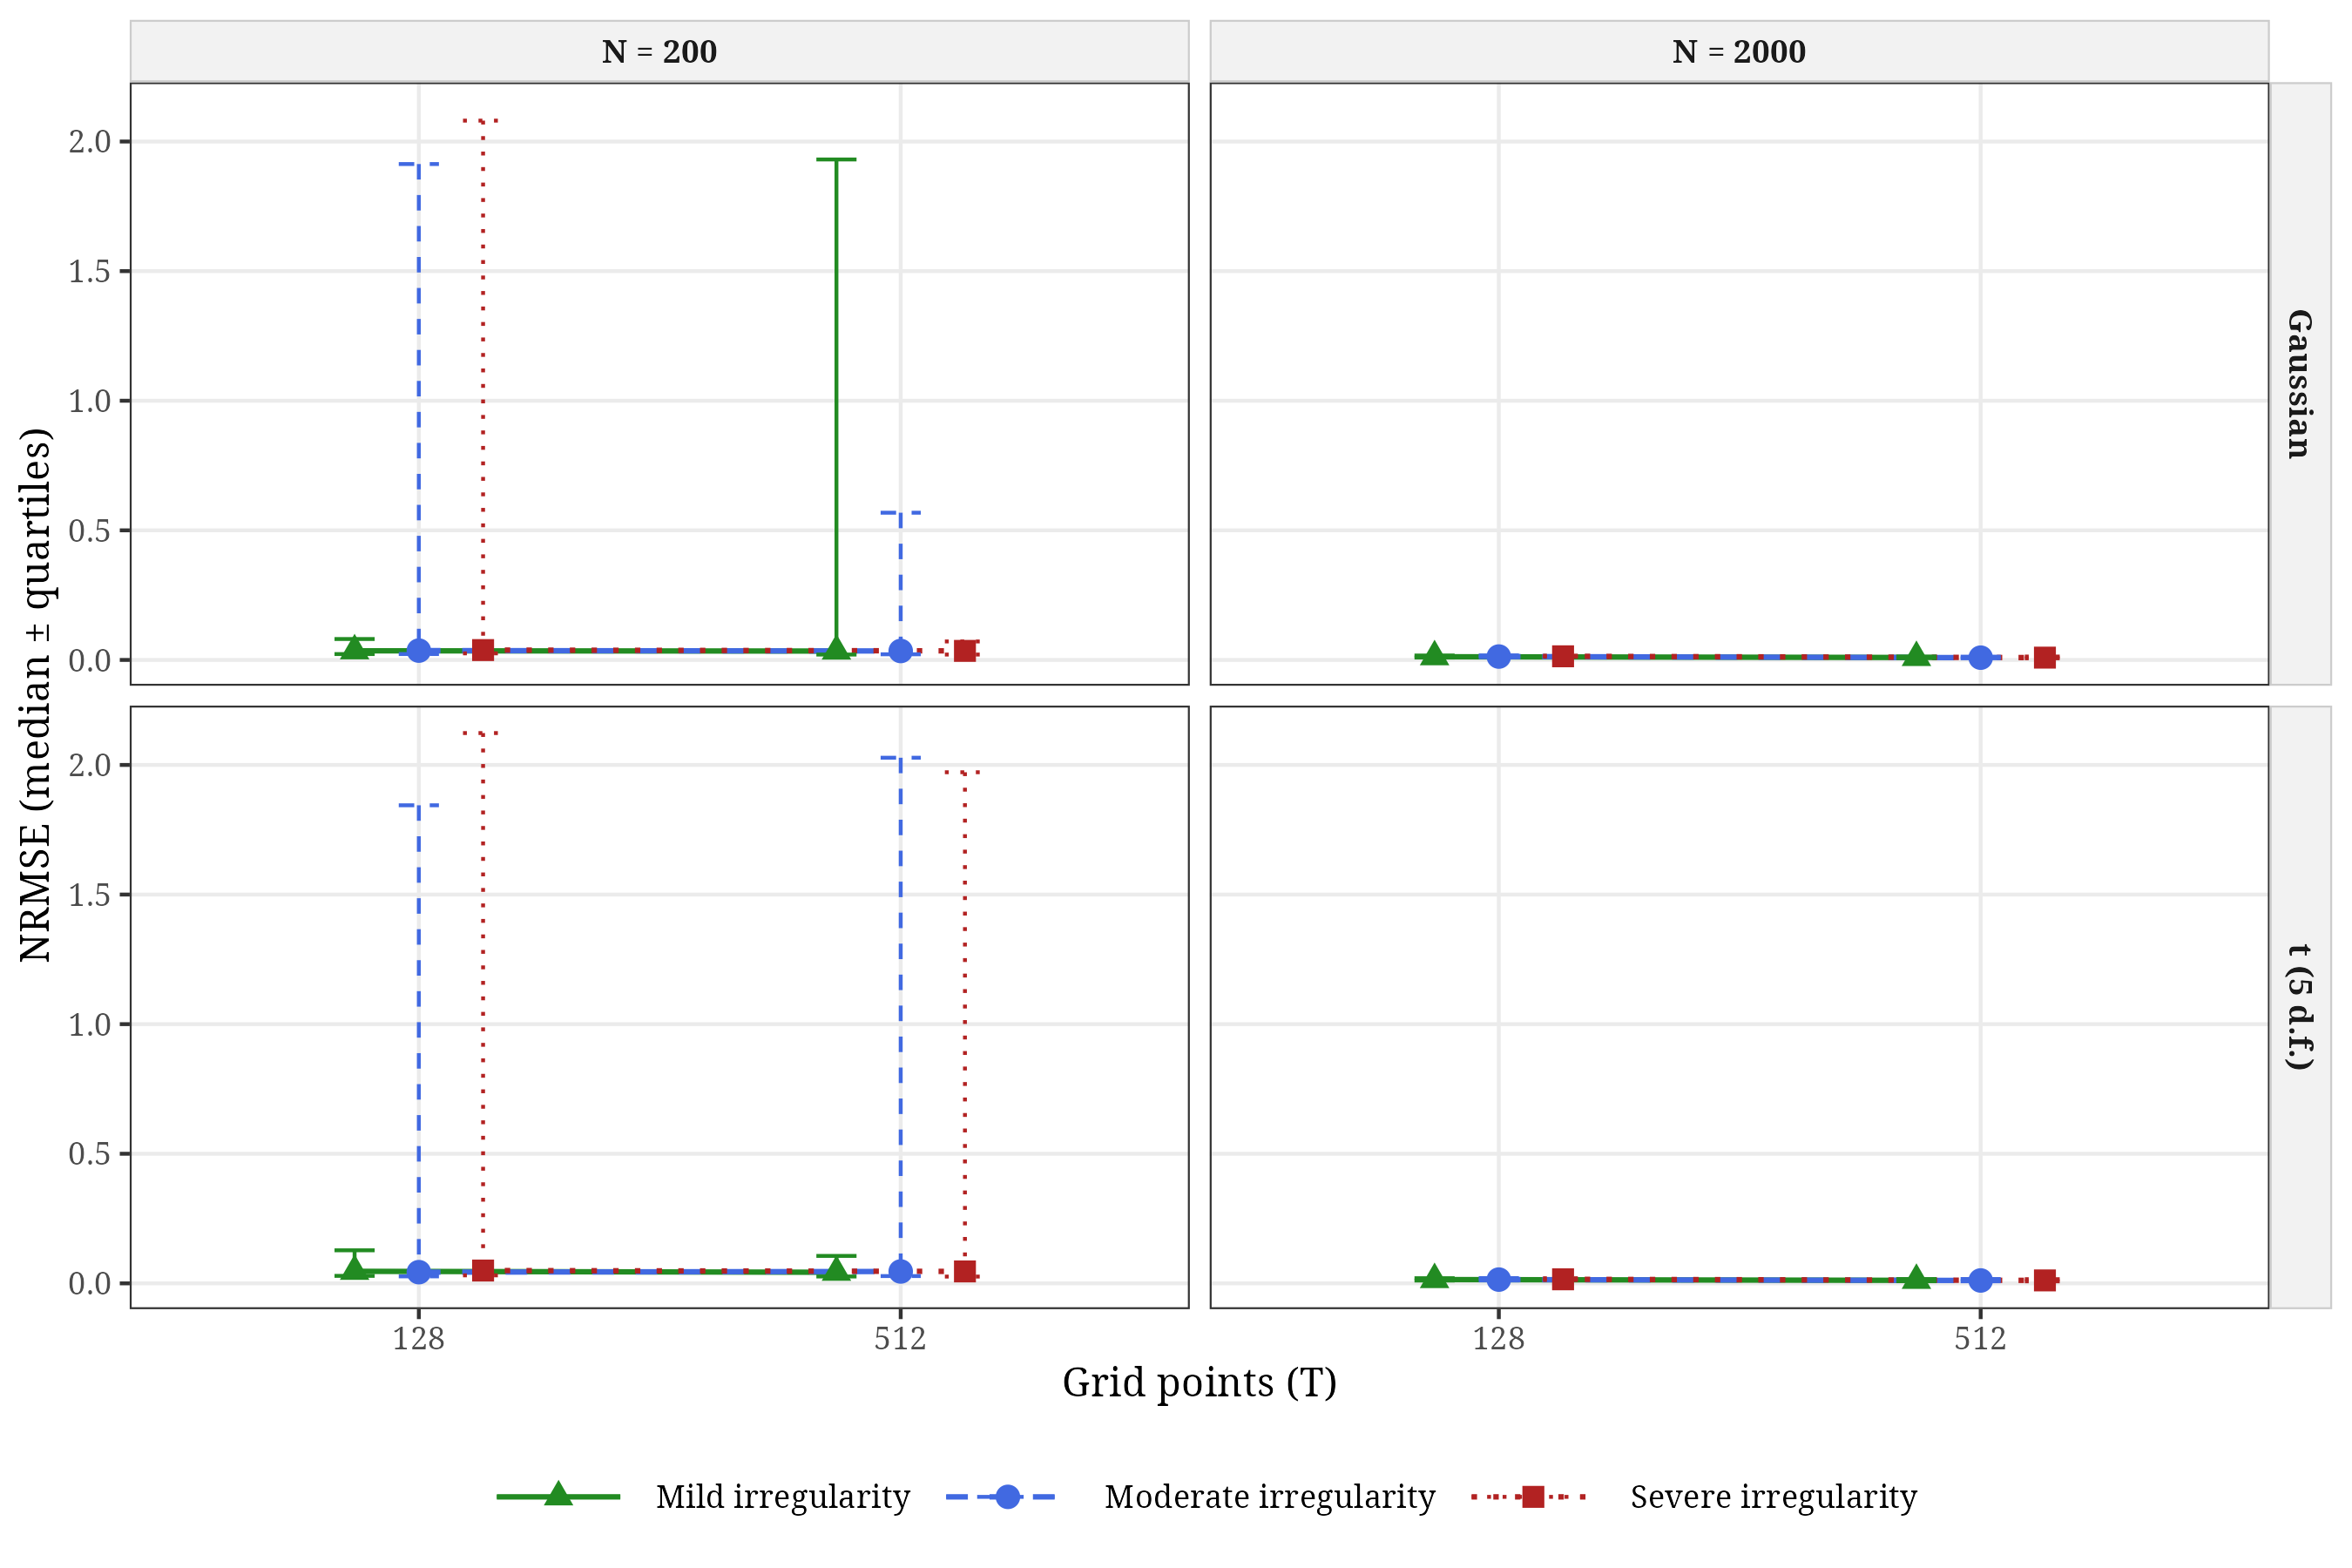 N = 200
N = 2000
NRMSE (median ± quartiles)
2.0
1.5
1.0
0.5
0.0
Gaussian
2.0
1.5
1.0
0.5
0.0
t (5 d.f.)
128
512
128
512
Grid points (T)
Mild irregularity
Moderate irregularity
Severe irregularity